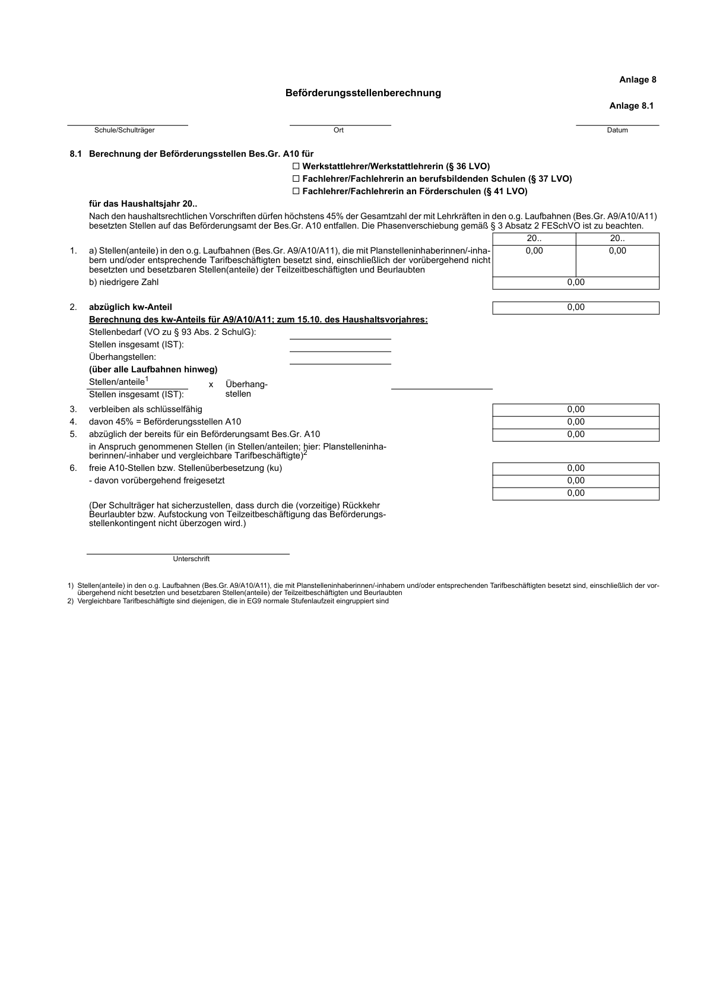 Anlage 8
Beförderungsstellenberechnung
Anlage 8.1
Schule/Schulträger Ort Datum
8.1 Berechnung der Beförderungsstellen Bes.Gr. A10 für
☐ Werkstattlehrer/Werkstattlehrerin (§ 36 LVO)
☐ Fachlehrer/Fachlehrerin an berufsbildenden Schulen (§ 37 LVO)
☐ Fachlehrer/Fachlehrerin an Förderschulen (§ 41 LVO)
für das Haushaltsjahr 20..
Nach den haushaltsrechtlichen Vorschriften dürfen höchstens 45% der Gesamtzahl der mit Lehrkräften in den o.g. Laufbahnen (Bes.Gr. A9/A10/A11)
besetzten Stellen auf das Beförderungsamt der Bes.Gr. A10 entfallen. Die Phasenverschiebung gemäß § 3 Absatz 2 FESchVO ist zu beachten.
20.. 20..
1. a) Stellen(anteile) in den o.g. Laufbahnen (Bes.Gr. A9/A10/A11), die mit Planstelleninhaberinnen/-inha- 0,00 0,00
bern und/oder entsprechende Tarifbeschäftigten besetzt sind, einschließlich der vorübergehend nicht
besetzten und besetzbaren Stellen(anteile) der Teilzeitbeschäftigten und Beurlaubten
b) niedrigere Zahl 0,00
2. abzüglich kw-Anteil 0,00
Berechnung des kw-Anteils für A9/A10/A11; zum 15.10. des Haushaltsvorjahres:
Stellenbedarf (VO zu § 93 Abs. 2 SchulG):
Stellen insgesamt (IST):
Überhangstellen:
(über alle Laufbahnen hinweg)
Stellen/anteile1 x Überhang-
Stellen insgesamt (IST): stellen
3. verbleiben als schlüsselfähig 0,00
4. davon 45% = Beförderungsstellen A10 0,00
5. abzüglich der bereits für ein Beförderungsamt Bes.Gr. A10 0,00
in Anspruch genommenen Stellen (in Stellen/anteilen; hier: Planstelleninha-
berinnen/-inhaber und vergleichbare Tarifbeschäftigte)2
6. freie A10-Stellen bzw. Stellenüberbesetzung (ku) 0,00
- davon vorübergehend freigesetzt 0,00
0,00
(Der Schulträger hat sicherzustellen, dass durch die (vorzeitige) Rückkehr
Beurlaubter bzw. Aufstockung von Teilzeitbeschäftigung das Beförderungs-
stellenkontingent nicht überzogen wird.)
Unterschrift
1) Stellen(anteile) in den o.g. Laufbahnen (Bes.Gr. A9/A10/A11), die mit Planstelleninhaberinnen/-inhabern und/oder entsprechenden Tarifbeschäftigten besetzt sind, einschließlich der vor-
übergehend nicht besetzten und besetzbaren Stellen(anteile) der Teilzeitbeschäftigten und Beurlaubten
2) Vergleichbare Tarifbeschäftigte sind diejenigen, die in EG9 normale Stufenlaufzeit eingruppiert sind